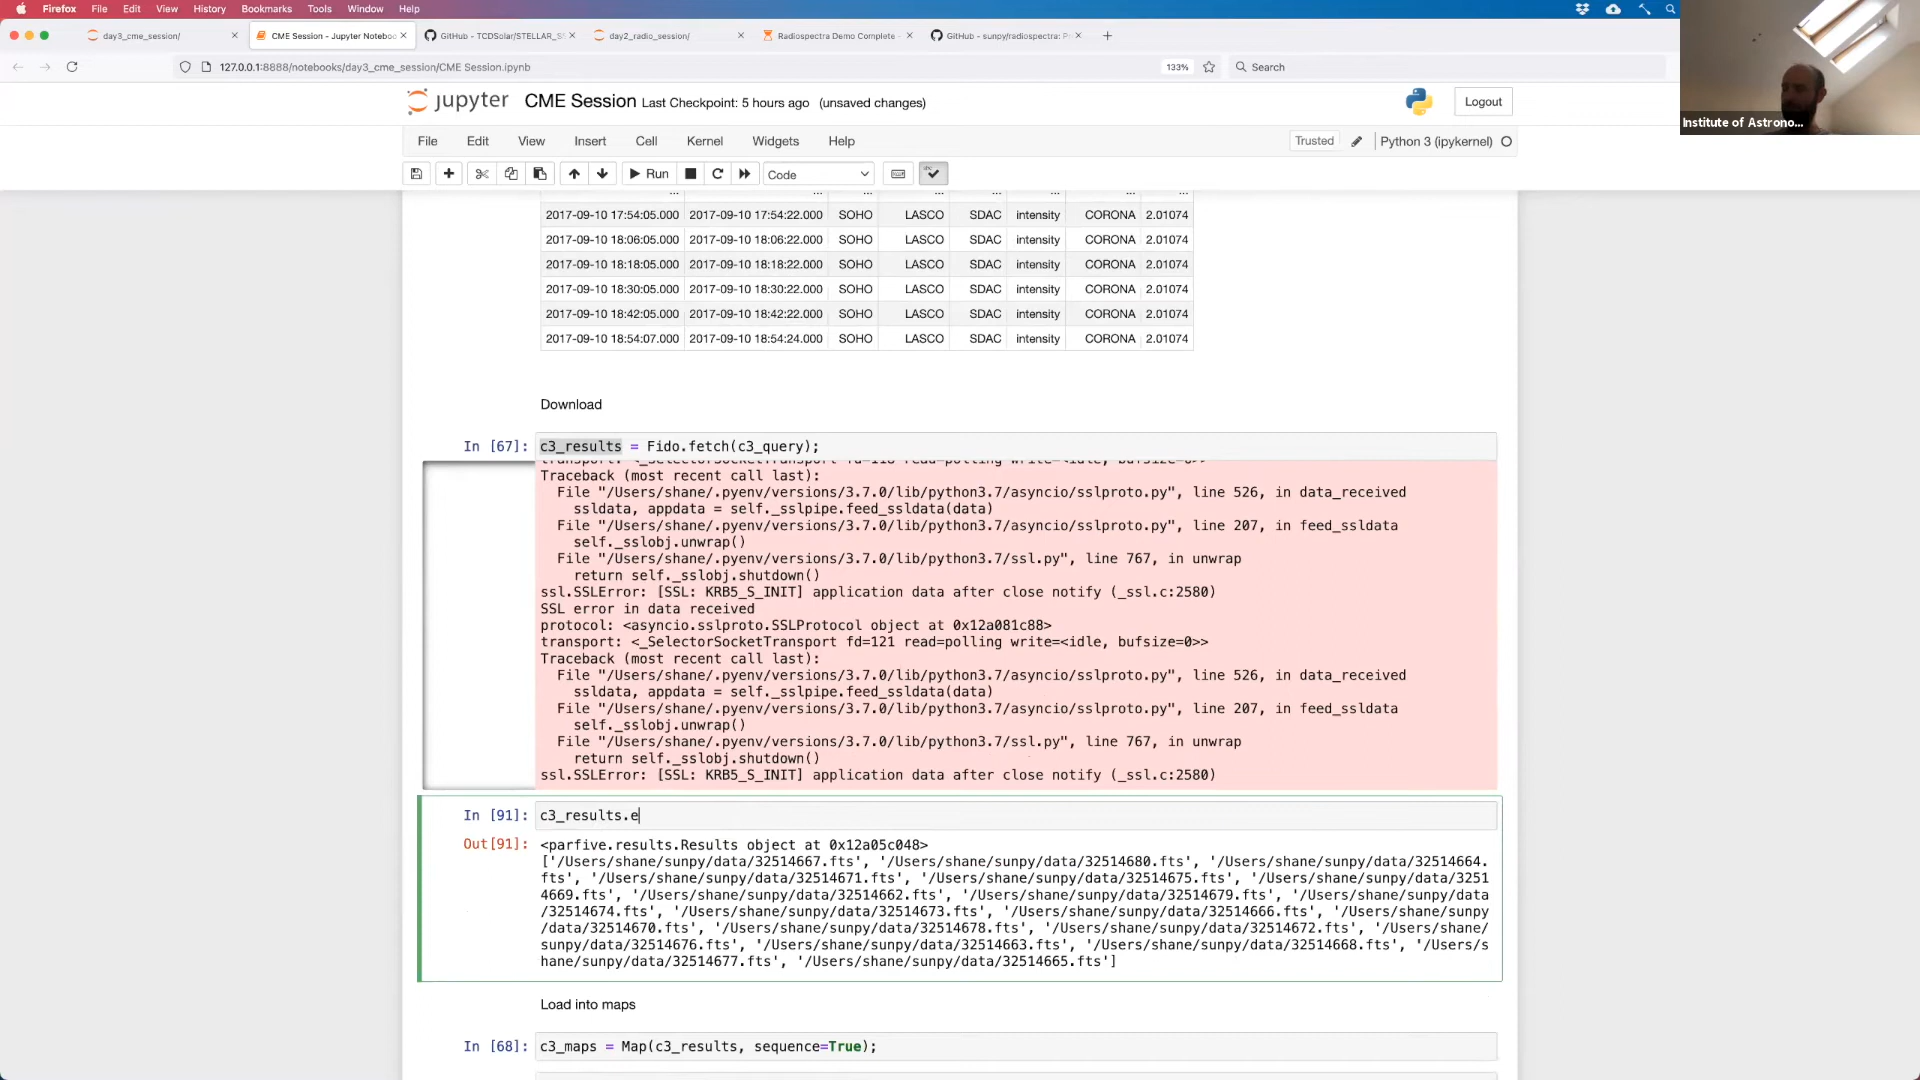 Firefox File Edit View History Bookmarks Tools Window Help
day3_cme_session/
CME Session - Jupyter Noteboo
GitHub - TCDSolar/STELLAR_S
day2_radio_session/
Radiospectra Demo Complete -
GitHub - sunpy/radiospectra: P
127.0.0.1:8888/notebooks/day3_cme_session/CME Session.ipynb
133%
Search
Institute of Astrono...
jupyter CME Session Last Checkpoint: 5 hours ago (unsaved changes)
Logout
File Edit View Insert Cell Kernel Widgets Help
Trusted Python 3 (ipykernel)
Run Code
... ... ... ... ... ... ... ...
2017-09-10 17:54:05.000 2017-09-10 17:54:22.000 SOHO LASCO SDAC intensity CORONA 2.01074
2017-09-10 18:06:05.000 2017-09-10 18:06:22.000 SOHO LASCO SDAC intensity CORONA 2.01074
2017-09-10 18:18:05.000 2017-09-10 18:18:22.000 SOHO LASCO SDAC intensity CORONA 2.01074
2017-09-10 18:30:05.000 2017-09-10 18:30:22.000 SOHO LASCO SDAC intensity CORONA 2.01074
2017-09-10 18:42:05.000 2017-09-10 18:42:22.000 SOHO LASCO SDAC intensity CORONA 2.01074
2017-09-10 18:54:07.000 2017-09-10 18:54:24.000 SOHO LASCO SDAC intensity CORONA 2.01074
Download
In [67]: c3_results = Fido.fetch(c3_query);
transport: <_SelectorSocketTransport fd=118 read=polling write=<idle, bufsize=0>>
Traceback (most recent call last):
File "/Users/shane/.pyenv/versions/3.7.0/lib/python3.7/asyncio/sslproto.py", line 526, in data_received
ssldata, appdata = self._sslpipe.feed_ssldata(data)
File "/Users/shane/.pyenv/versions/3.7.0/lib/python3.7/asyncio/sslproto.py", line 207, in feed_ssldata
self._sslobj.unwrap()
File "/Users/shane/.pyenv/versions/3.7.0/lib/python3.7/ssl.py", line 767, in unwrap
return self._sslobj.shutdown()
ssl.SSLError: [SSL: KRB5_S_INIT] application data after close notify (_ssl.c:2580)
SSL error in data received
protocol: <asyncio.sslproto.SSLProtocol object at 0x12a081c88>
transport: <_SelectorSocketTransport fd=121 read=polling write=<idle, bufsize=0>>
Traceback (most recent call last):
File "/Users/shane/.pyenv/versions/3.7.0/lib/python3.7/asyncio/sslproto.py", line 526, in data_received
ssldata, appdata = self._sslpipe.feed_ssldata(data)
File "/Users/shane/.pyenv/versions/3.7.0/lib/python3.7/asyncio/sslproto.py", line 207, in feed_ssldata
self._sslobj.unwrap()
File "/Users/shane/.pyenv/versions/3.7.0/lib/python3.7/ssl.py", line 767, in unwrap
return self._sslobj.shutdown()
ssl.SSLError: [SSL: KRB5_S_INIT] application data after close notify (_ssl.c:2580)
In [91]: c3_results.e
Out[91]: <parfive.results.Results object at 0x12a05c048>
['/Users/shane/sunpy/data/32514667.fts', '/Users/shane/sunpy/data/32514680.fts', '/Users/shane/sunpy/data/32514664.
fts', '/Users/shane/sunpy/data/32514671.fts', '/Users/shane/sunpy/data/32514675.fts', '/Users/shane/sunpy/data/3251
4669.fts', '/Users/shane/sunpy/data/32514662.fts', '/Users/shane/sunpy/data/32514679.fts', '/Users/shane/sunpy/data
/32514674.fts', '/Users/shane/sunpy/data/32514673.fts', '/Users/shane/sunpy/data/32514666.fts', '/Users/shane/sunpy
/data/32514670.fts', '/Users/shane/sunpy/data/32514678.fts', '/Users/shane/sunpy/data/32514672.fts', '/Users/shane/
sunpy/data/32514676.fts', '/Users/shane/sunpy/data/32514663.fts', '/Users/shane/sunpy/data/32514668.fts', '/Users/s
hane/sunpy/data/32514677.fts', '/Users/shane/sunpy/data/32514665.fts']
Load into maps
In [68]: c3_maps = Map(c3_results, sequence=True);